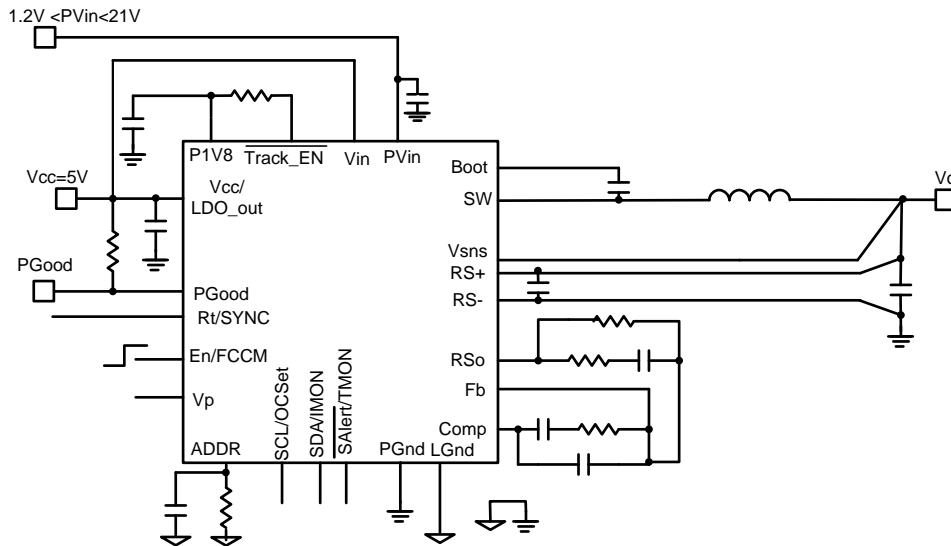 1.2V <PVin<21V
P1V8
Track_EN
Vin
PVin
Vcc=5V
Vcc/
LDO_out
PGood
PGood
Rt/SYNC
En/FCCM
Vp
ADDR
SCL/OCSet
SDA/IMON
SAlert/TMON
PGnd
LGnd
Boot
SW
Vsns
RS+
RS-
RSo
Fb
Comp